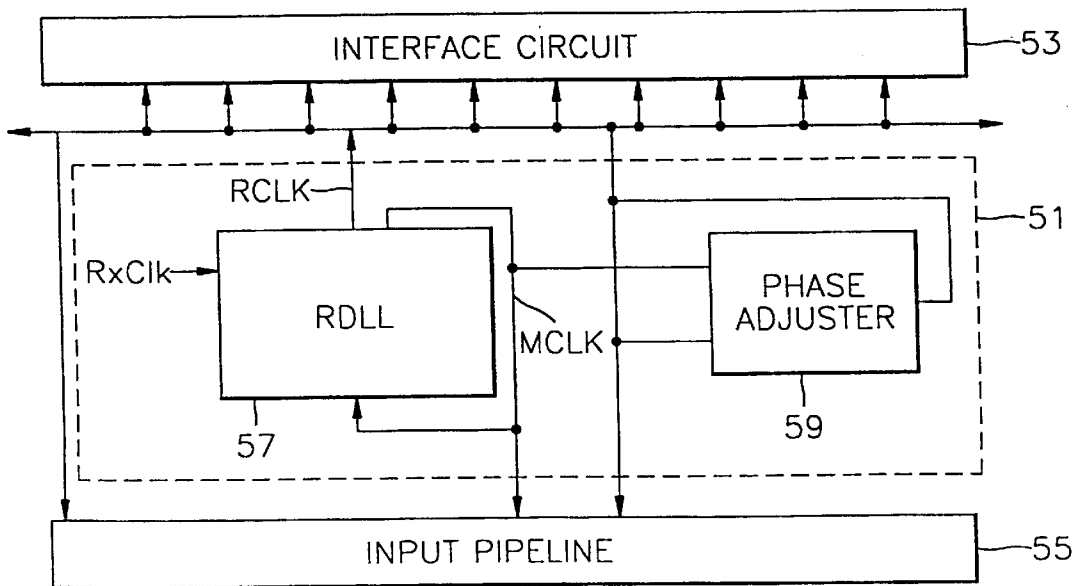 INTERFACE CIRCUIT
53
RCLK
51
RxClk
RDLL
PHASE
ADJUSTER
MCLK
57
59
INPUT PIPELINE
55